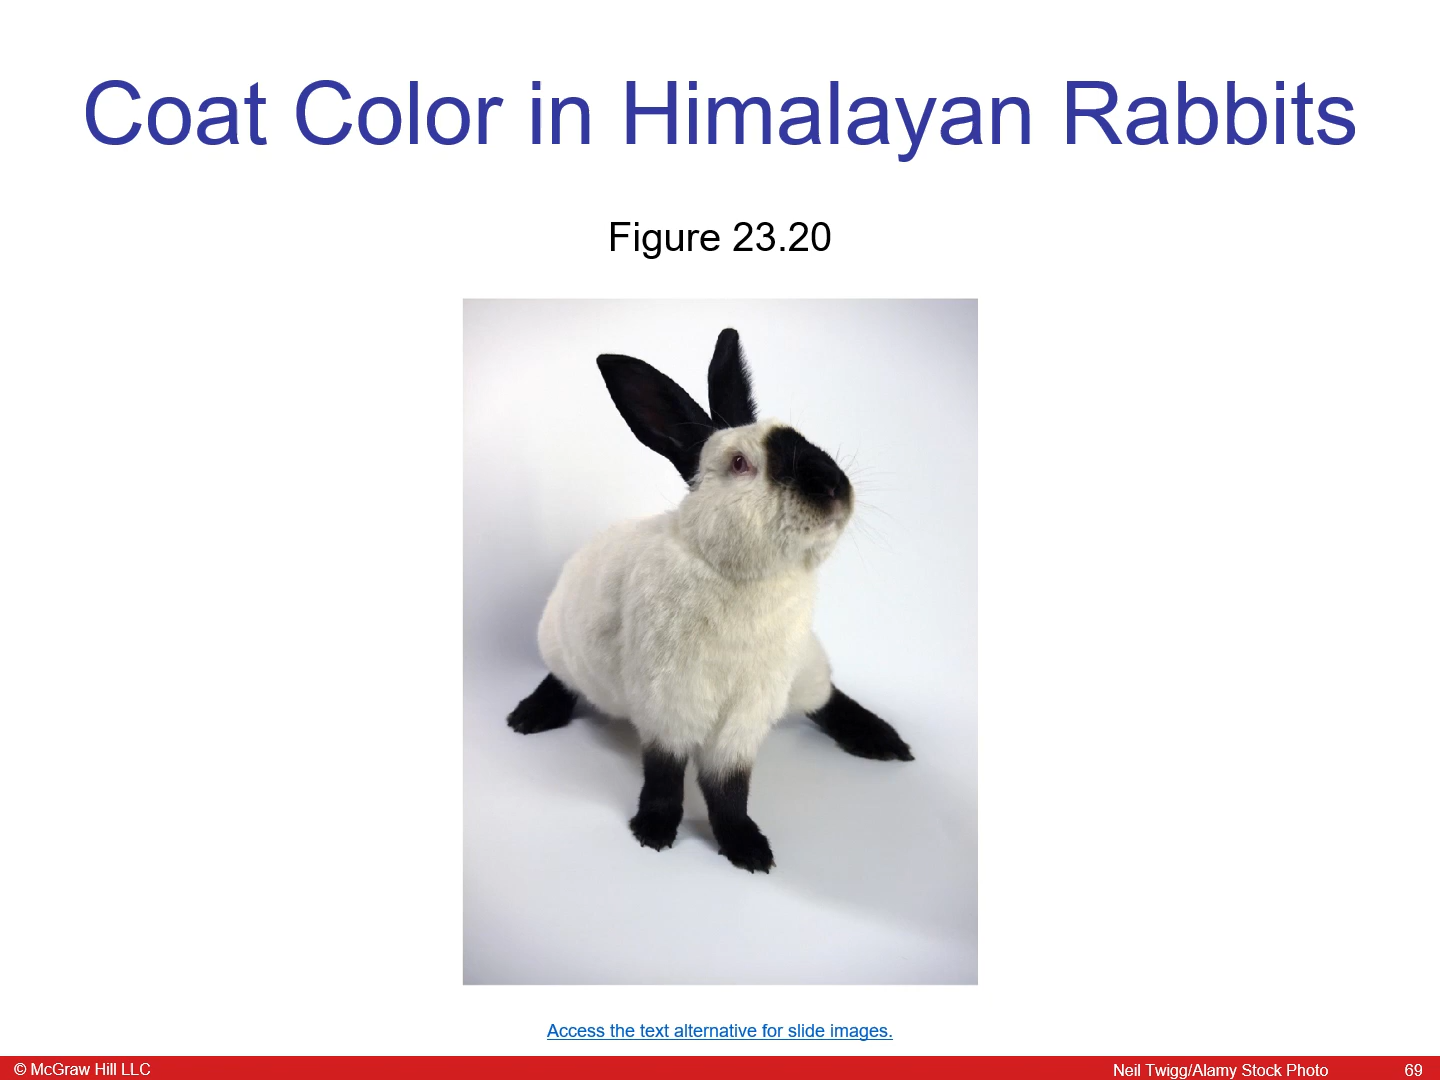 Coat Color in Himalayan Rabbits
Figure 23.20
Access the text alternative for slide images.
© McGraw Hill LLC
Neil Twigg/Alamy Stock Photo
69